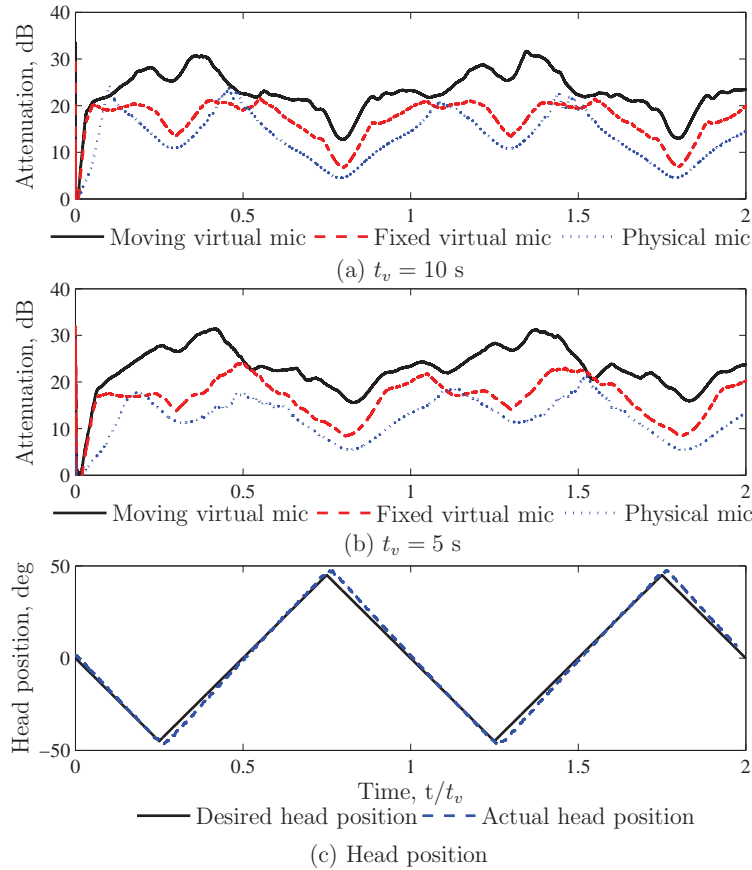 40
30
20
10
0
Attenuation, dB
0 0.5 1 1.5 2
Moving virtual mic Fixed virtual mic Physical mic
(a) t_v = 10 s
40
30
20
10
0
Attenuation, dB
0 0.5 1 1.5 2
Moving virtual mic Fixed virtual mic Physical mic
(b) t_v = 5 s
50
0
−50
Head position, deg
0 0.5 1 1.5 2
Time, t/t_v
Desired head position Actual head position
(c) Head position